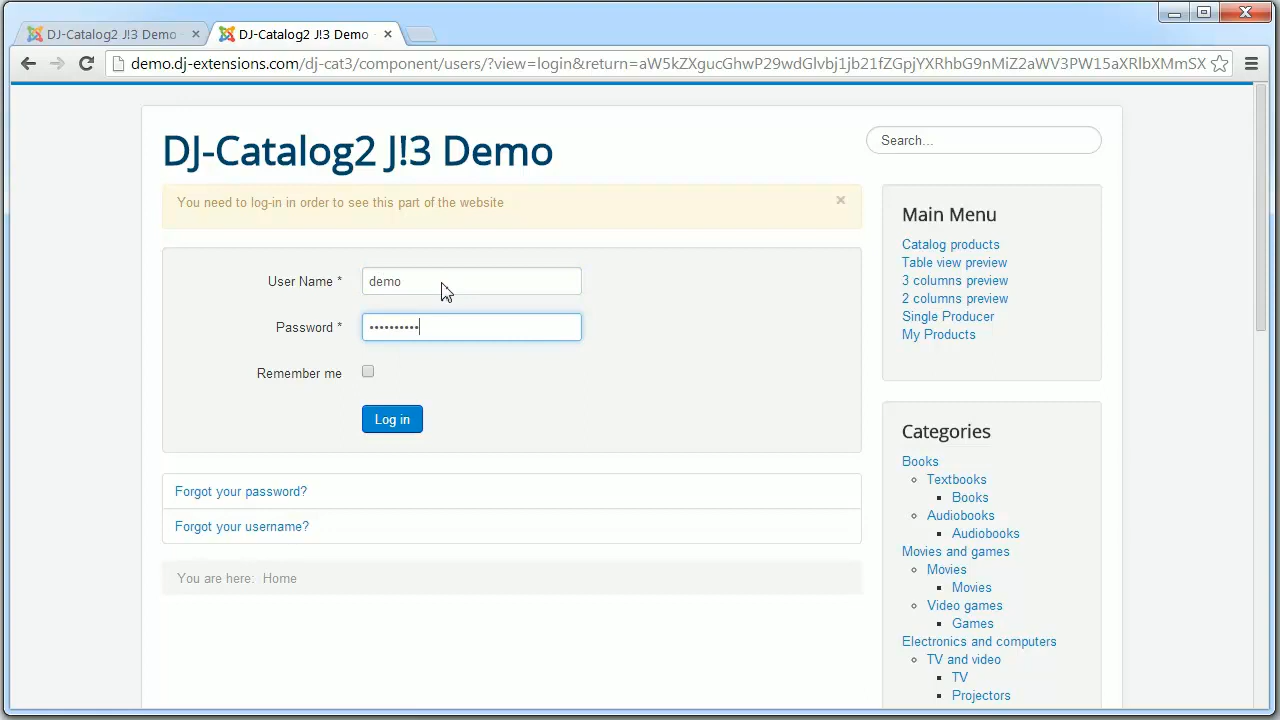 DJ-Catalog2 J!3 Demo
DJ-Catalog2 J!3 Demo
demo.dj-extensions.com/dj-cat3/component/users/?view=login&return=aW5kZXgucGhwP29wdGlvbj1jb21fZGpjYXRhbG9nMiZ2aWV3PW15aXRlbXMmSX
DJ-Catalog2 J!3 Demo
Search...
You need to log-in in order to see this part of the website
×
User Name *
demo
Password *
••••••••••
Remember me
Log in
Forgot your password?
Forgot your username?
You are here: Home
Main Menu
Catalog products
Table view preview
3 columns preview
2 columns preview
Single Producer
My Products
Categories
Books
Textbooks
Books
Audiobooks
Audiobooks
Movies and games
Movies
Movies
Video games
Games
Electronics and computers
TV and video
TV
Projectors